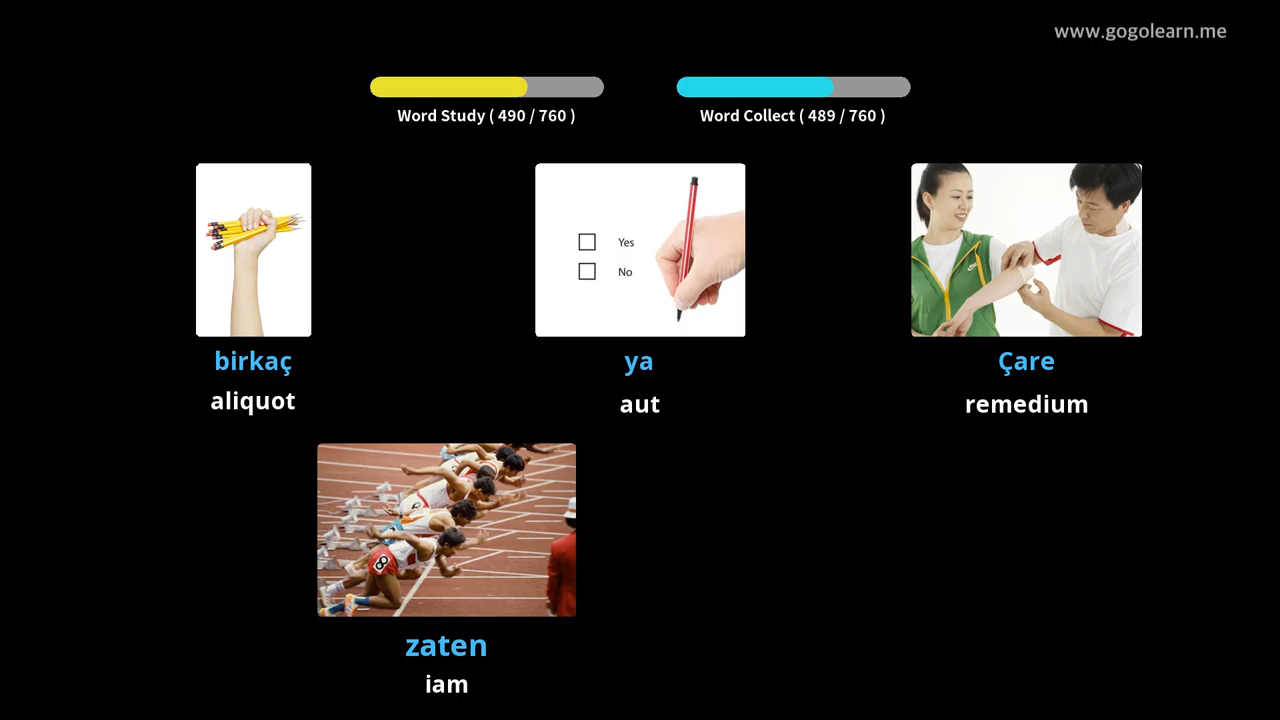 www.gogolearn.me
Word Study ( 490 / 760 )
Word Collect ( 489 / 760 )
Yes
No
birkaç
aliquot
ya
aut
Çare
remedium
8
zaten
iam